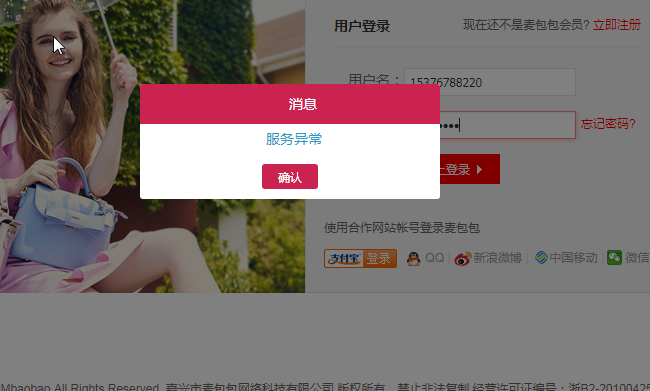 用户登录
现在还不是麦包包会员? 立即注册
用户名：
15376788220
消息
服务异常
忘记密码?
确认
登录
使用合作网站帐号登录麦包包
支付宝 登录 QQ 新浪微博 中国移动 微信
Mbaobao All Rights Reserved. 嘉兴市麦包包网络科技有限公司 版权所有，禁止非法复制 经营许可证编号：浙B2-20100425